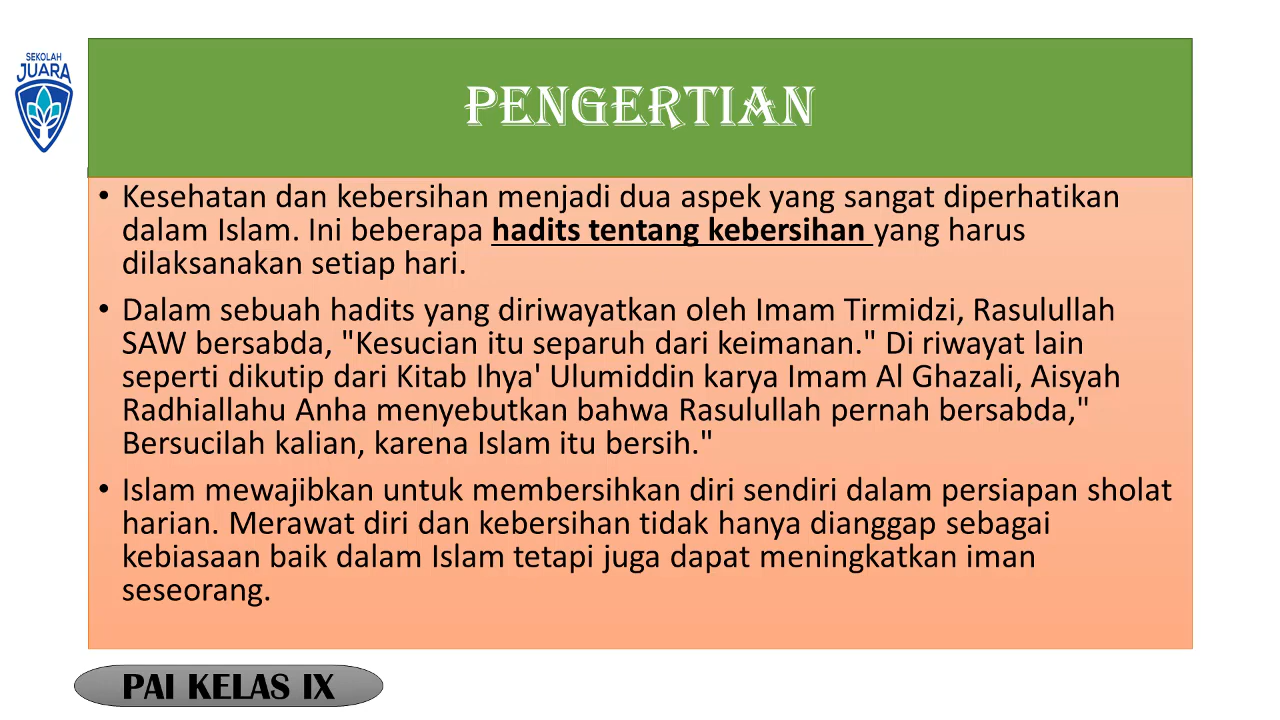 SEKOLAH
JUARA
PENGERTIAN
• Kesehatan dan kebersihan menjadi dua aspek yang sangat diperhatikan
dalam Islam. Ini beberapa hadits tentang kebersihan yang harus
dilaksanakan setiap hari.
• Dalam sebuah hadits yang diriwayatkan oleh Imam Tirmidzi, Rasulullah
SAW bersabda, "Kesucian itu separuh dari keimanan." Di riwayat lain
seperti dikutip dari Kitab Ihya' Ulumiddin karya Imam Al Ghazali, Aisyah
Radhiallahu Anha menyebutkan bahwa Rasulullah pernah bersabda,"
Bersucilah kalian, karena Islam itu bersih."
• Islam mewajibkan untuk membersihkan diri sendiri dalam persiapan sholat
harian. Merawat diri dan kebersihan tidak hanya dianggap sebagai
kebiasaan baik dalam Islam tetapi juga dapat meningkatkan iman
seseorang.
PAI KELAS IX